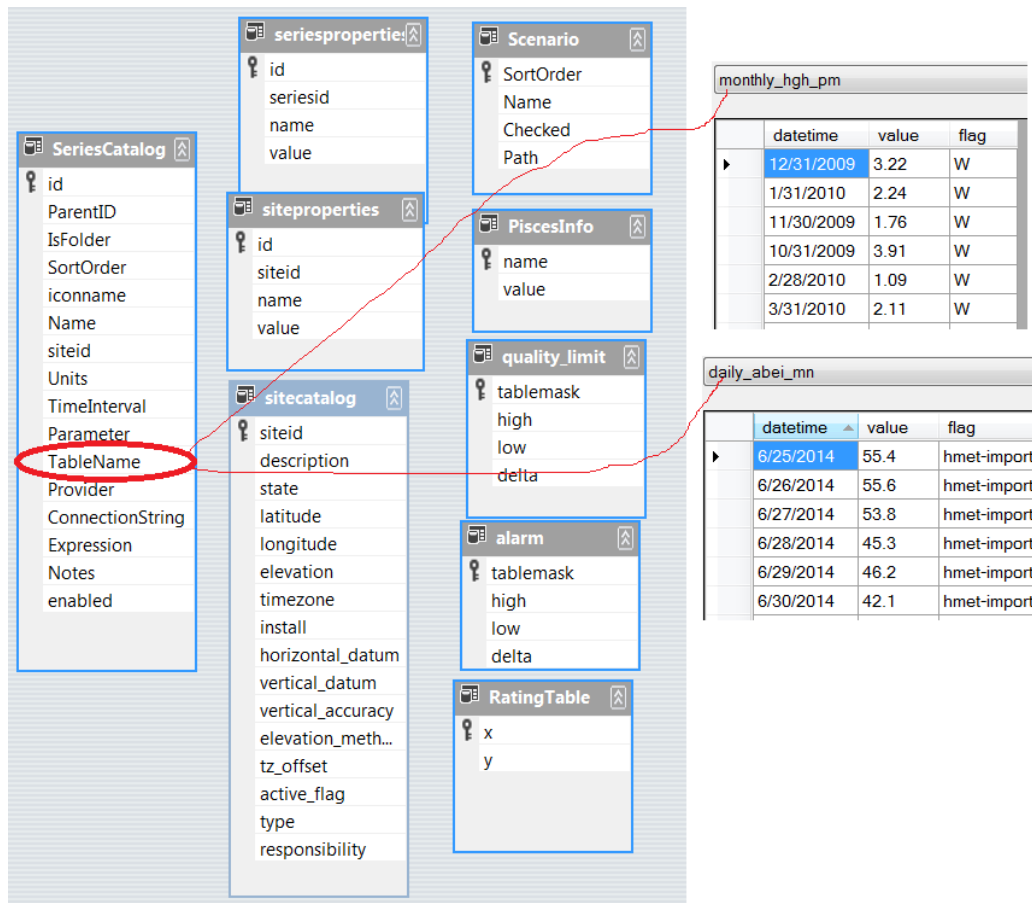 SeriesCatalog
id
ParentID
IsFolder
SortOrder
iconname
Name
siteid
Units
TimeInterval
Parameter
TableName
Provider
ConnectionString
Expression
Notes
enabled
seriespropertie
id
seriesid
name
value
siteproperties
id
siteid
name
value
sitecatalog
siteid
description
state
latitude
longitude
elevation
timezone
install
horizontal_datum
vertical_datum
vertical_accuracy
elevation_meth...
tz_offset
active_flag
type
responsibility
Scenario
SortOrder
Name
Checked
Path
PiscesInfo
name
value
quality_limit
tablemask
high
low
delta
alarm
tablemask
high
low
delta
RatingTable
x
y
monthly_hgh_pm
datetime value flag
12/31/2009 3.22 W
1/31/2010 2.24 W
11/30/2009 1.76 W
10/31/2009 3.91 W
2/28/2010 1.09 W
3/31/2010 2.11 W
daily_abei_mn
datetime value flag
6/25/2014 55.4 hmet-import
6/26/2014 55.6 hmet-import
6/27/2014 53.8 hmet-import
6/28/2014 45.3 hmet-import
6/29/2014 46.2 hmet-import
6/30/2014 42.1 hmet-import